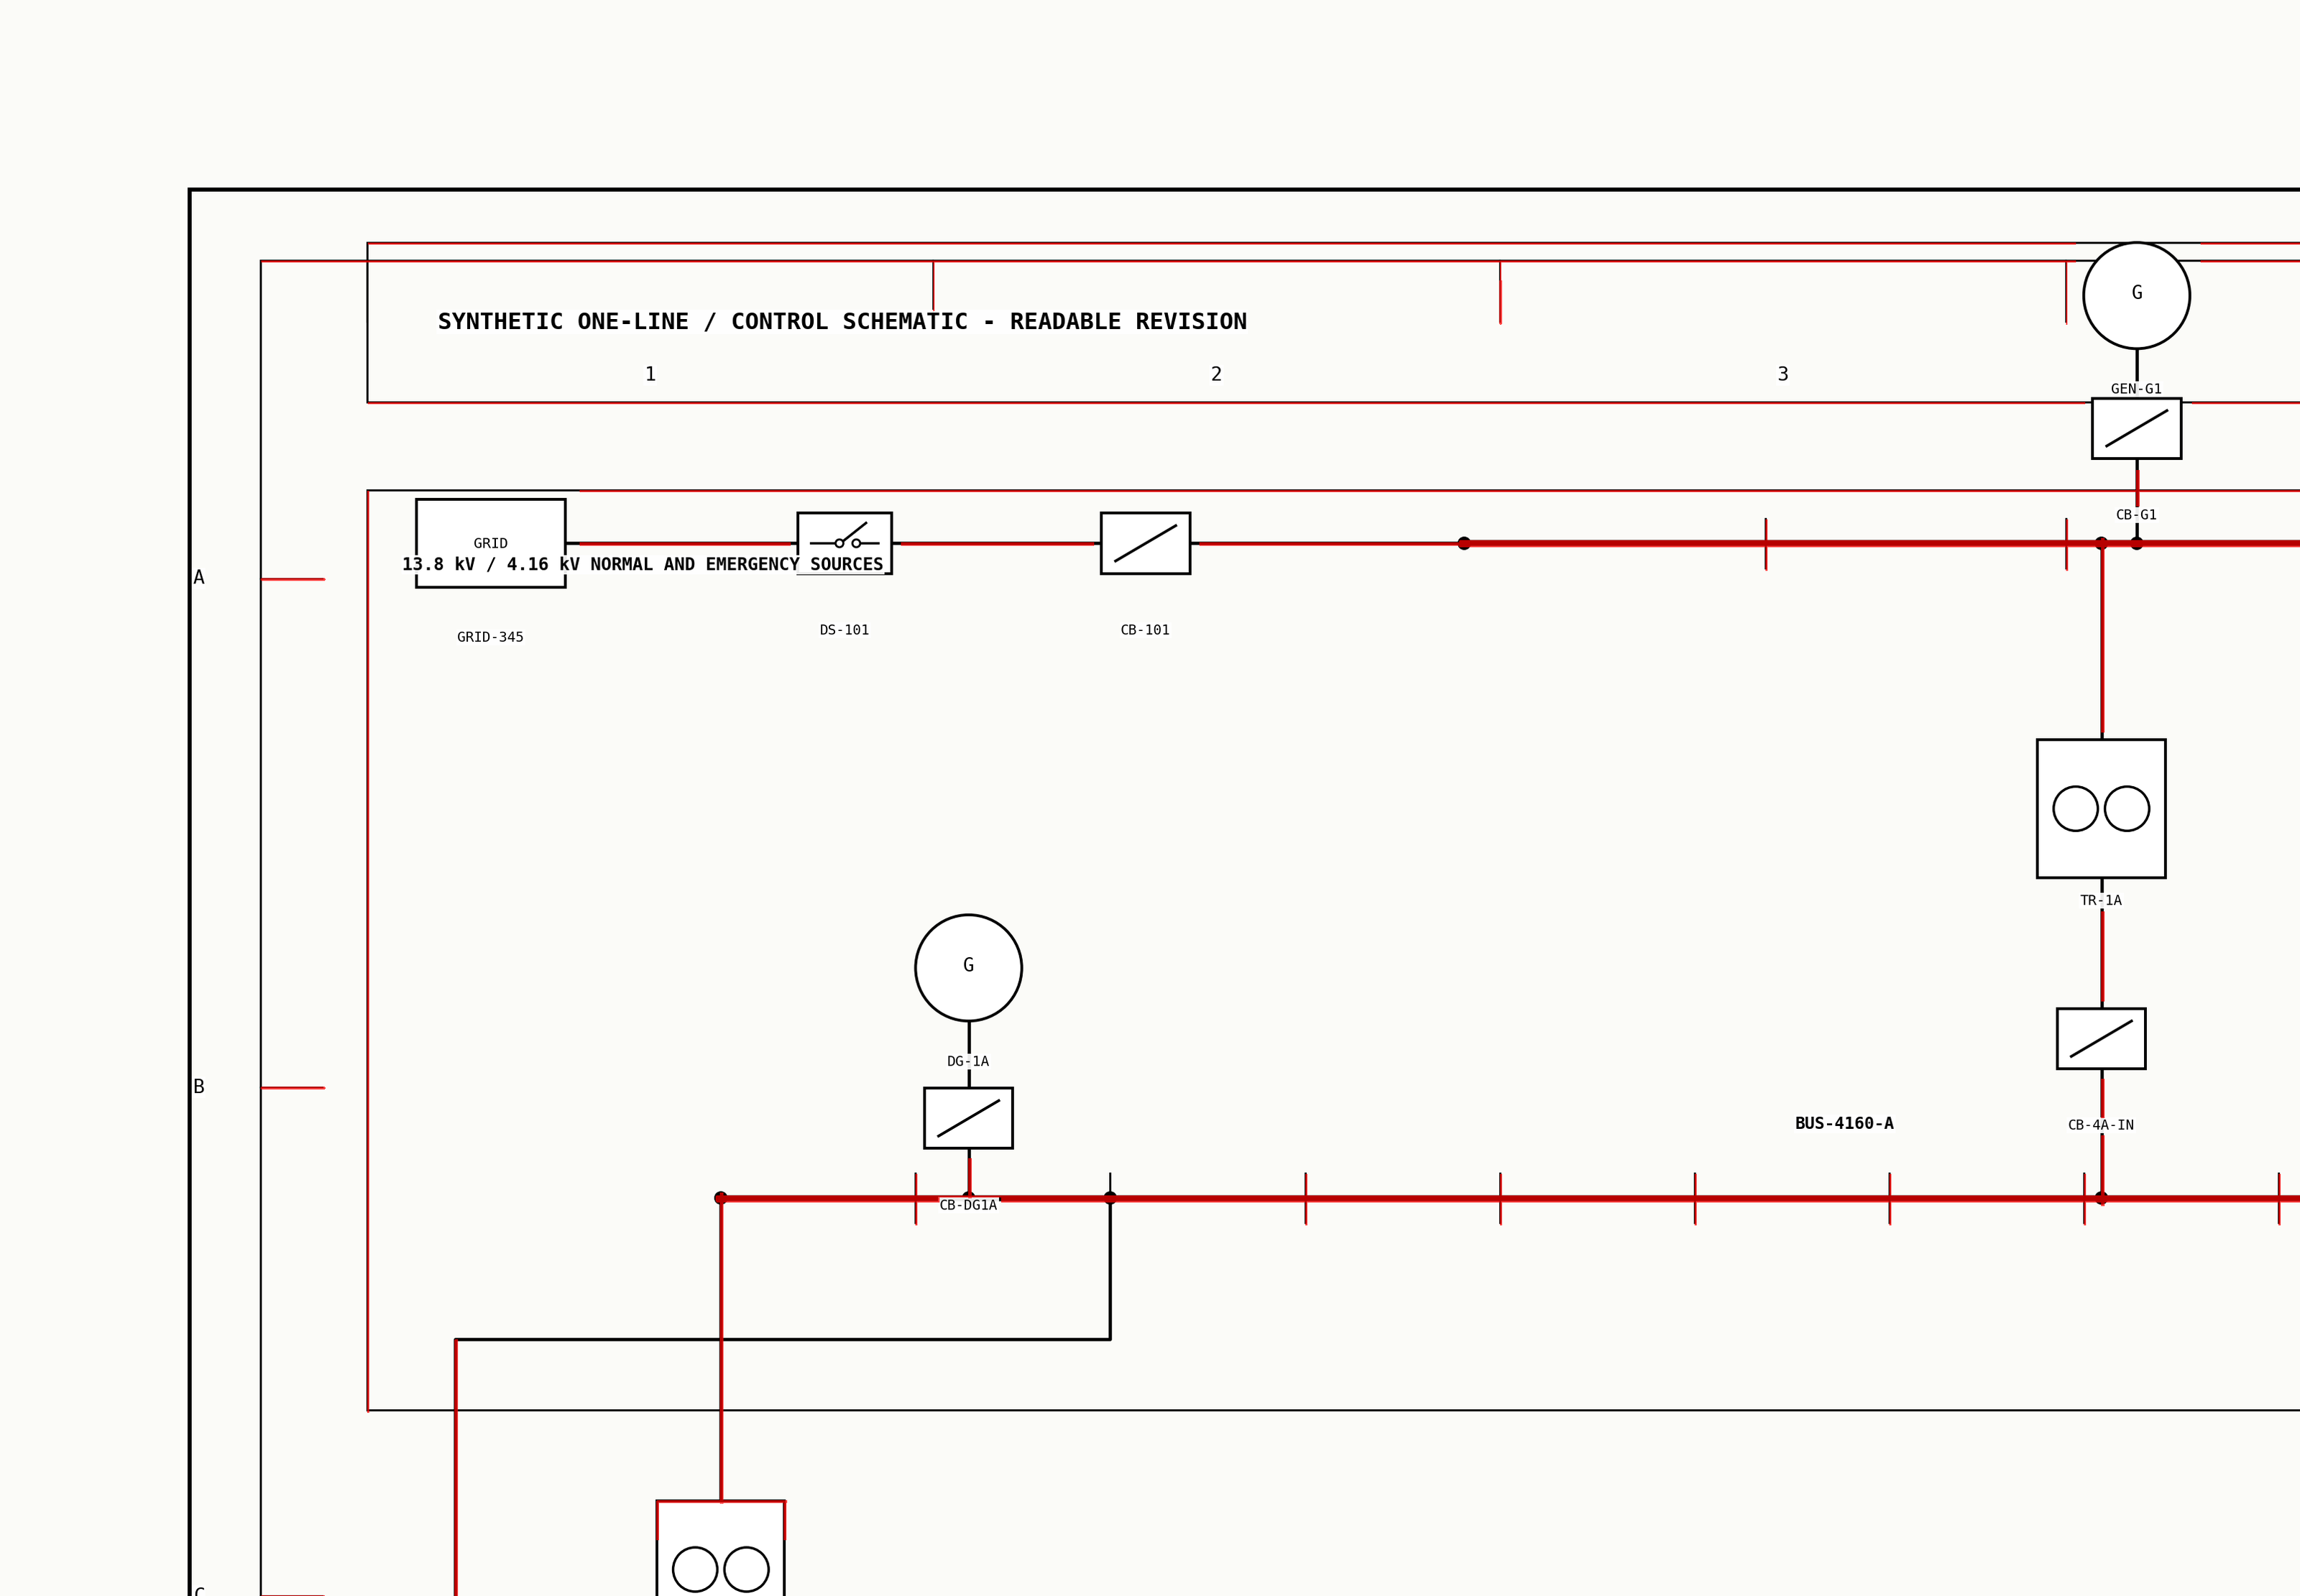 G
SYNTHETIC ONE-LINE / CONTROL SCHEMATIC - READABLE REVISION
1 2 3
GEN-G1
CB-G1
GRID
13.8 kV / 4.16 kV NORMAL AND EMERGENCY SOURCES
A
GRID-345 DS-101 CB-101
TR-1A
G
DG-1A
B
BUS-4160-A CB-4A-IN
CB-DG1A
C